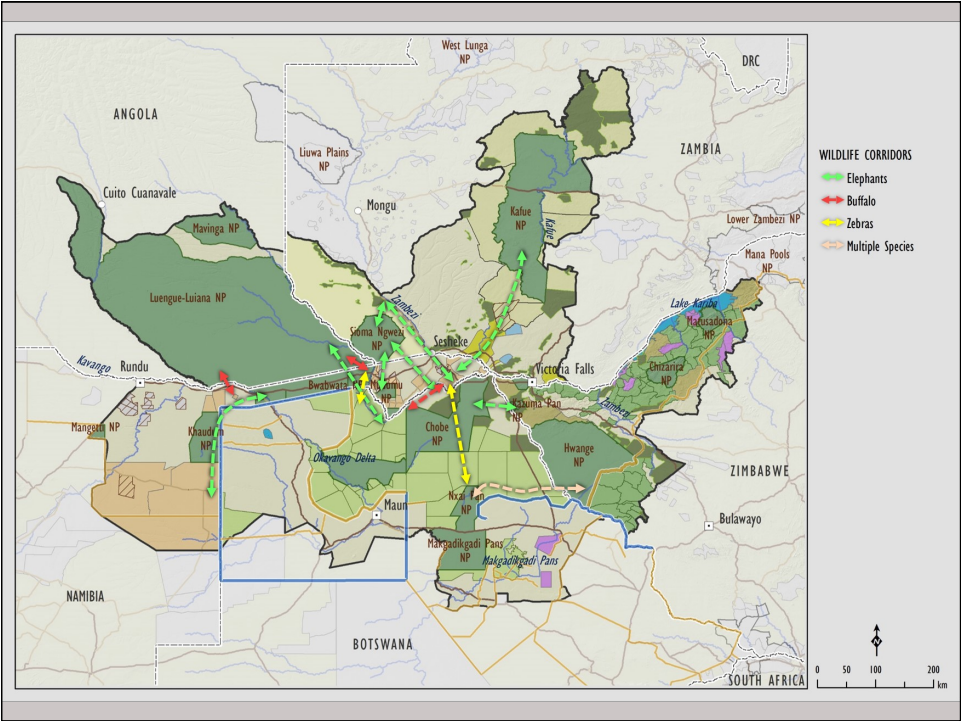 West Lunga
NP
DRC
ANGOLA
ZAMBIA
WILDLIFE CORRIDORS
Liuwa Plains
NP
Elephants
Cuito Cuanavale
Buffalo
Mongu
Kafue
NP
Kafue
Zebras
Lower Zambezi NP
Mavinga NP
Multiple Species
Mana Pools
NP
Luengue-Luiana NP
Zambezi
Lake Kariba
Matusadona
NP
Sioma Ngwezi
NP
Sesheke
Kavango
Rundu
Victoria Falls
Chizarira
NP
Bwabwata NP
Mudumu
NP
Kazuma Pan
NP
Zambezi
Mangetti NP
Khaudum
NP
Chobe
NP
Hwange
NP
Okavango Delta
ZIMBABWE
Nxai Pan
NP
Maun
Bulawayo
Makgadikgadi Pans
NP
Makgadikgadi Pans
NAMIBIA
BOTSWANA
N
SOUTH AFRICA
0 50 100 200
km